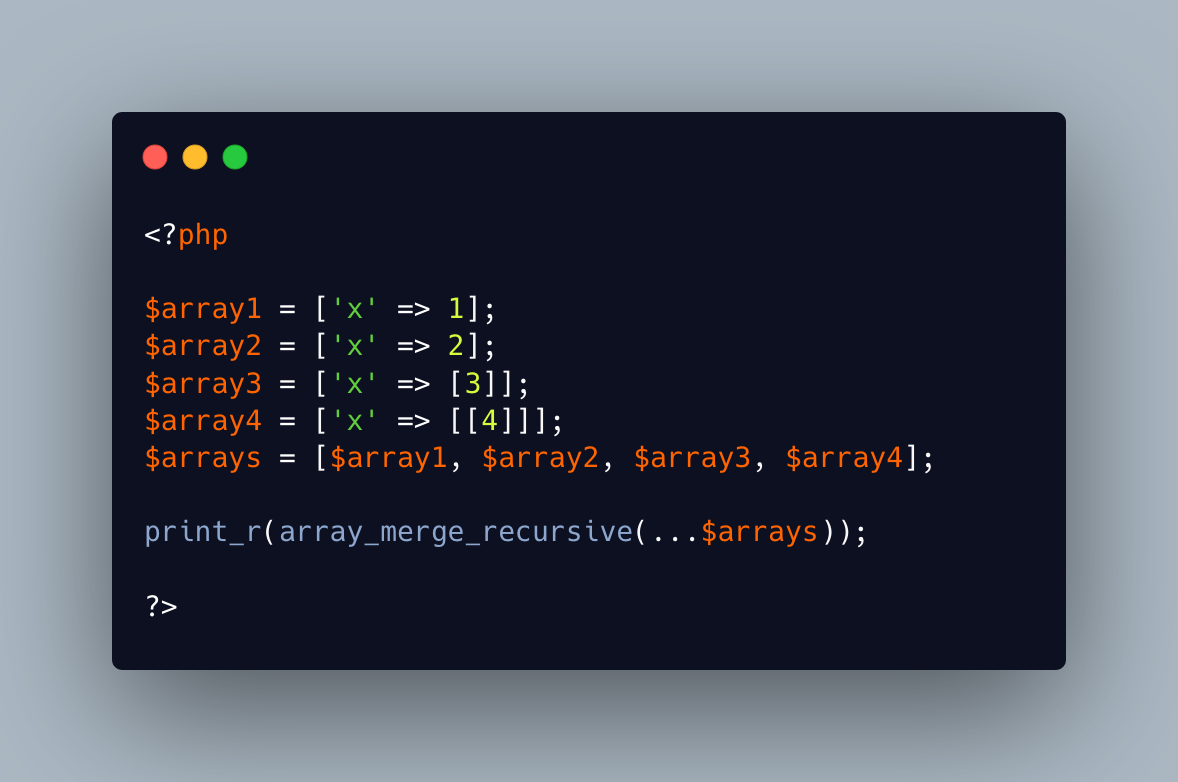 <?php
$array1 = ['x' => 1];
$array2 = ['x' => 2];
$array3 = ['x' => [3]];
$array4 = ['x' => [[4]]];
$arrays = [$array1, $array2, $array3, $array4];
print_r(array_merge_recursive(...$arrays));
?>